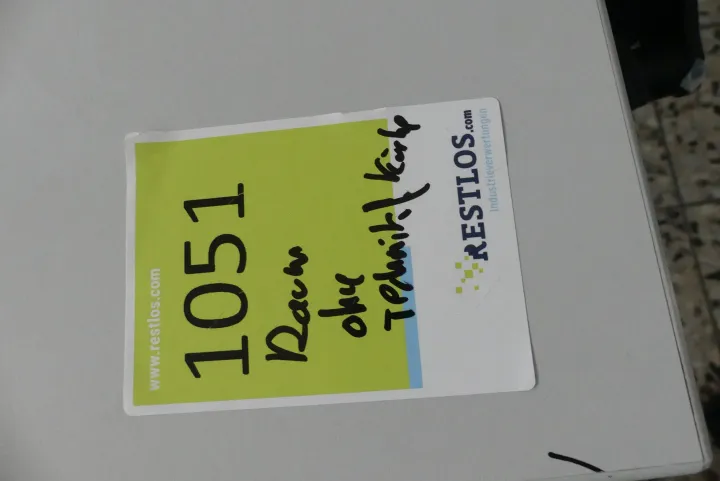 www.restlos.com
1051
Raum
ohne
Technik/
RESTLOS.com
Industrieverwertungen